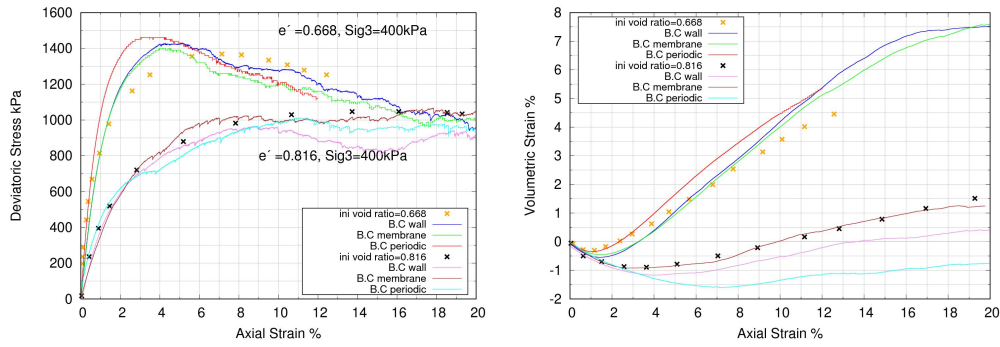 e´ =0.668, Sig3=400kPa
e´ =0.816, Sig3=400kPa
Deviatoric Stress kPa
1600
1400
1200
1000
800
600
400
200
0
0 2 4 6 8 10 12 14 16 18 20
Axial Strain %
ini void ratio=0.668
B.C wall
B.C membrane
B.C periodic
ini void ratio=0.816
B.C wall
B.C membrane
B.C periodic
Volumetric Strain %
8
7
6
5
4
3
2
1
0
-1
-2
0 2 4 6 8 10 12 14 16 18 20
Axial Strain %
ini void ratio=0.668
B.C wall
B.C membrane
B.C periodic
ini void ratio=0.816
B.C wall
B.C membrane
B.C periodic